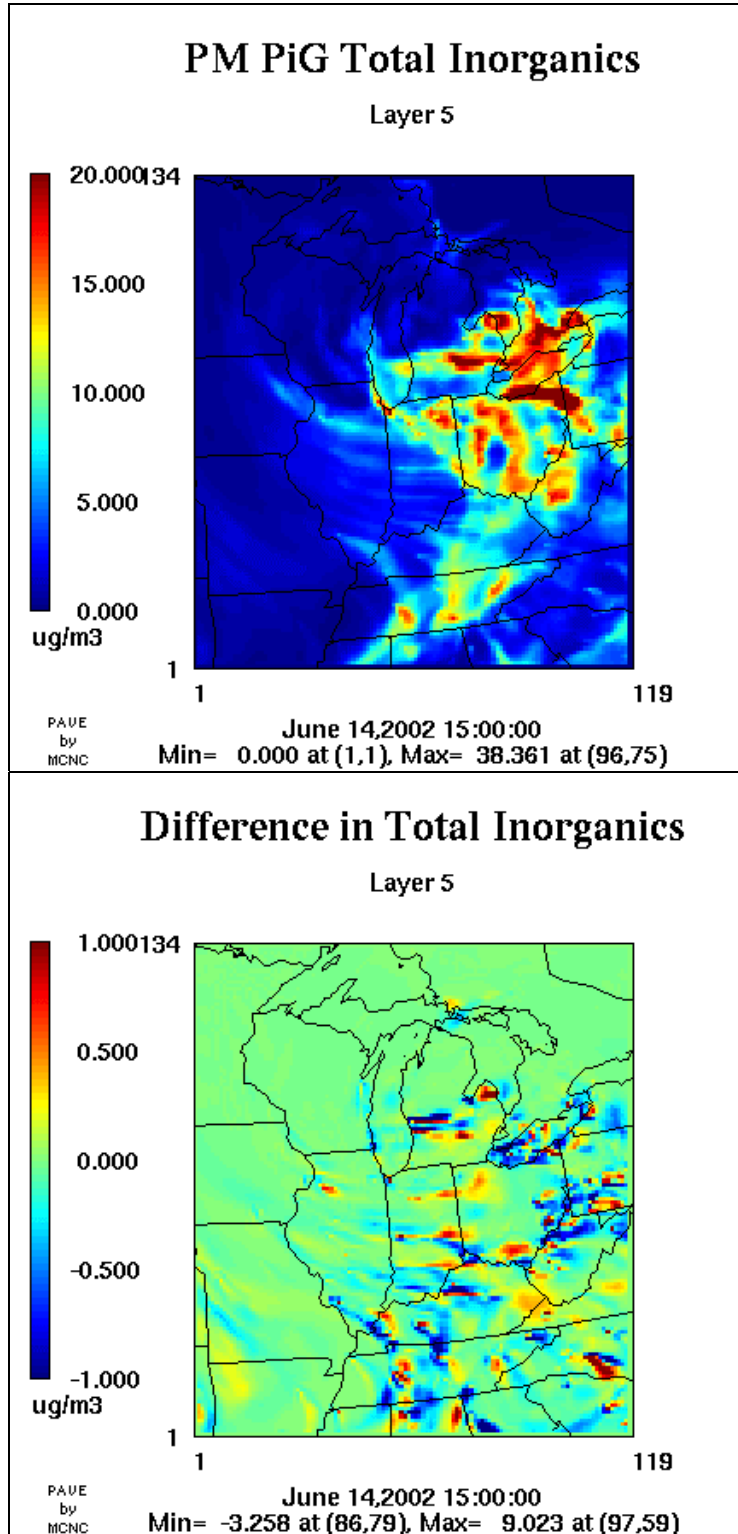 PM PiG Total Inorganics
Layer 5
20.000
134
15.000
10.000
5.000
0.000
ug/m3
1
1
119
PAVE
by
MCNC
June 14,2002 15:00:00
Min= 0.000 at (1,1), Max= 38.361 at (96,75)
Difference in Total Inorganics
Layer 5
1.000
134
0.500
0.000
-0.500
-1.000
ug/m3
1
1
119
PAVE
by
MCNC
June 14,2002 15:00:00
Min= -3.258 at (86,79), Max= 9.023 at (97,59)